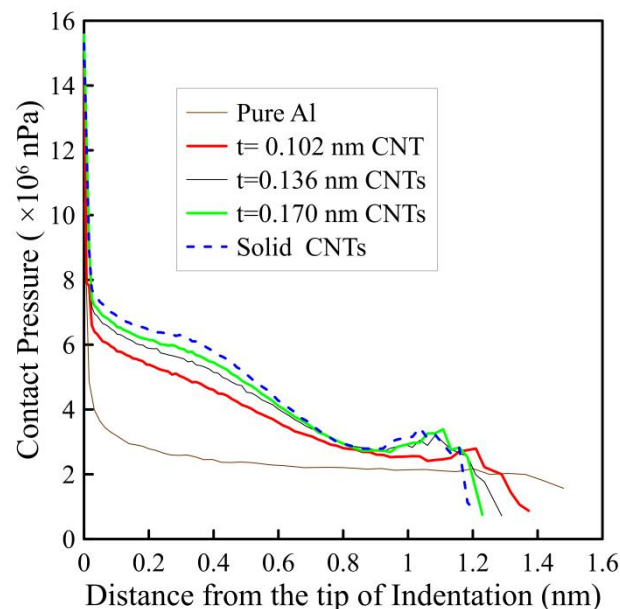 16
14
12
10
8
6
4
2
0
Contact Pressure ( ×10⁶ nPa)
Pure Al
t= 0.102 nm CNT
t=0.136 nm CNTs
t=0.170 nm CNTs
Solid CNTs
0 0.2 0.4 0.6 0.8 1 1.2 1.4 1.6
Distance from the tip of Indentation (nm)